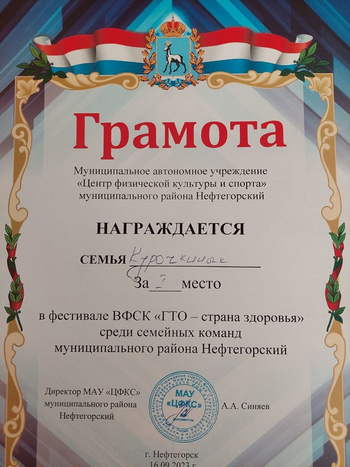 Грамота
Муниципальное автономное учреждение
«Центр физической культуры и спорта»
муниципального района Нефтегорский
НАГРАЖДАЕТСЯ
СЕМЬЯ Курочкиных
За I место
в фестивале ВФСК «ГТО – страна здоровья»
среди семейных команд
муниципального района Нефтегорский
Директор МАУ «ЦФКС»
муниципального района
Нефтегорский
МАУ
«ЦФКС»
А.А. Синяев
г. Нефтегорск
16.09.2023 г.